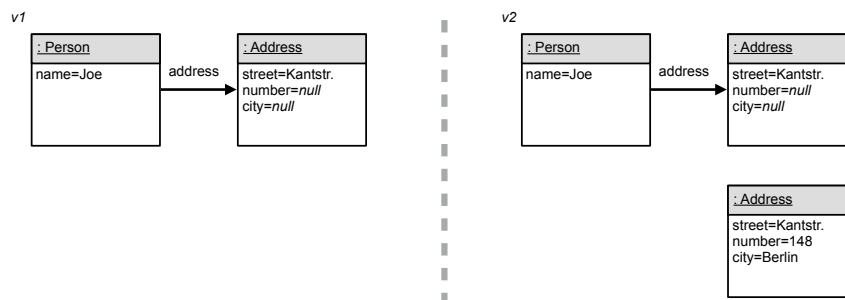 v1
: Person
name=Joe
address
: Address
street=Kantstr.
number=null
city=null
v2
: Person
name=Joe
address
: Address
street=Kantstr.
number=null
city=null
: Address
street=Kantstr.
number=148
city=Berlin